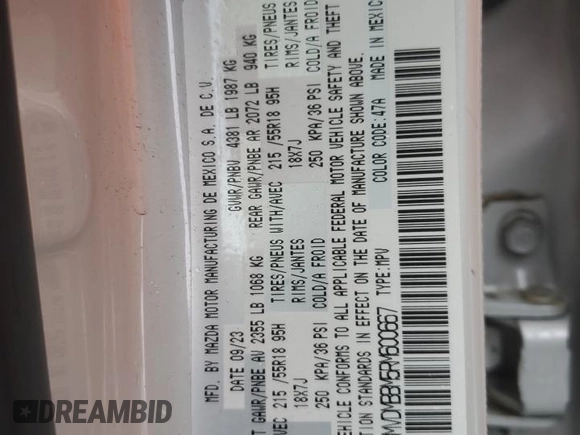 MFD. BY MAZDA MOTOR MANUFACTURING DE MEXICO S.A. DE C.V.
DATE 09/23 GVWR/PNBV 4381 LB 1987 KG
T GAWR/PNBE AV 2355 LB 1068 KG REAR GAWR/PNBE AR 2072 LB 940 KG
VEC 215 /55R18 95H TIRES/PNEUS WITH/AVEC 215 /55R18 95H TIRES/PNEUS
18X7J RIMS/JANTES 18X7J RIMS/JANTES
250 KPA/36 PSI COLD/A FROID 250 KPA/36 PSI COLD/A FROID
VEHICLE CONFORMS TO ALL APPLICABLE FEDERAL MOTOR VEHICLE SAFETY AND THEFT
TION STANDARDS IN EFFECT ON THE DATE OF MANUFACTURE SHOWN ABOVE.
MVDMBBM5RM600667 TYPE:MPV COLOR CODE:47A MADE IN MEXICO
DREAMBID